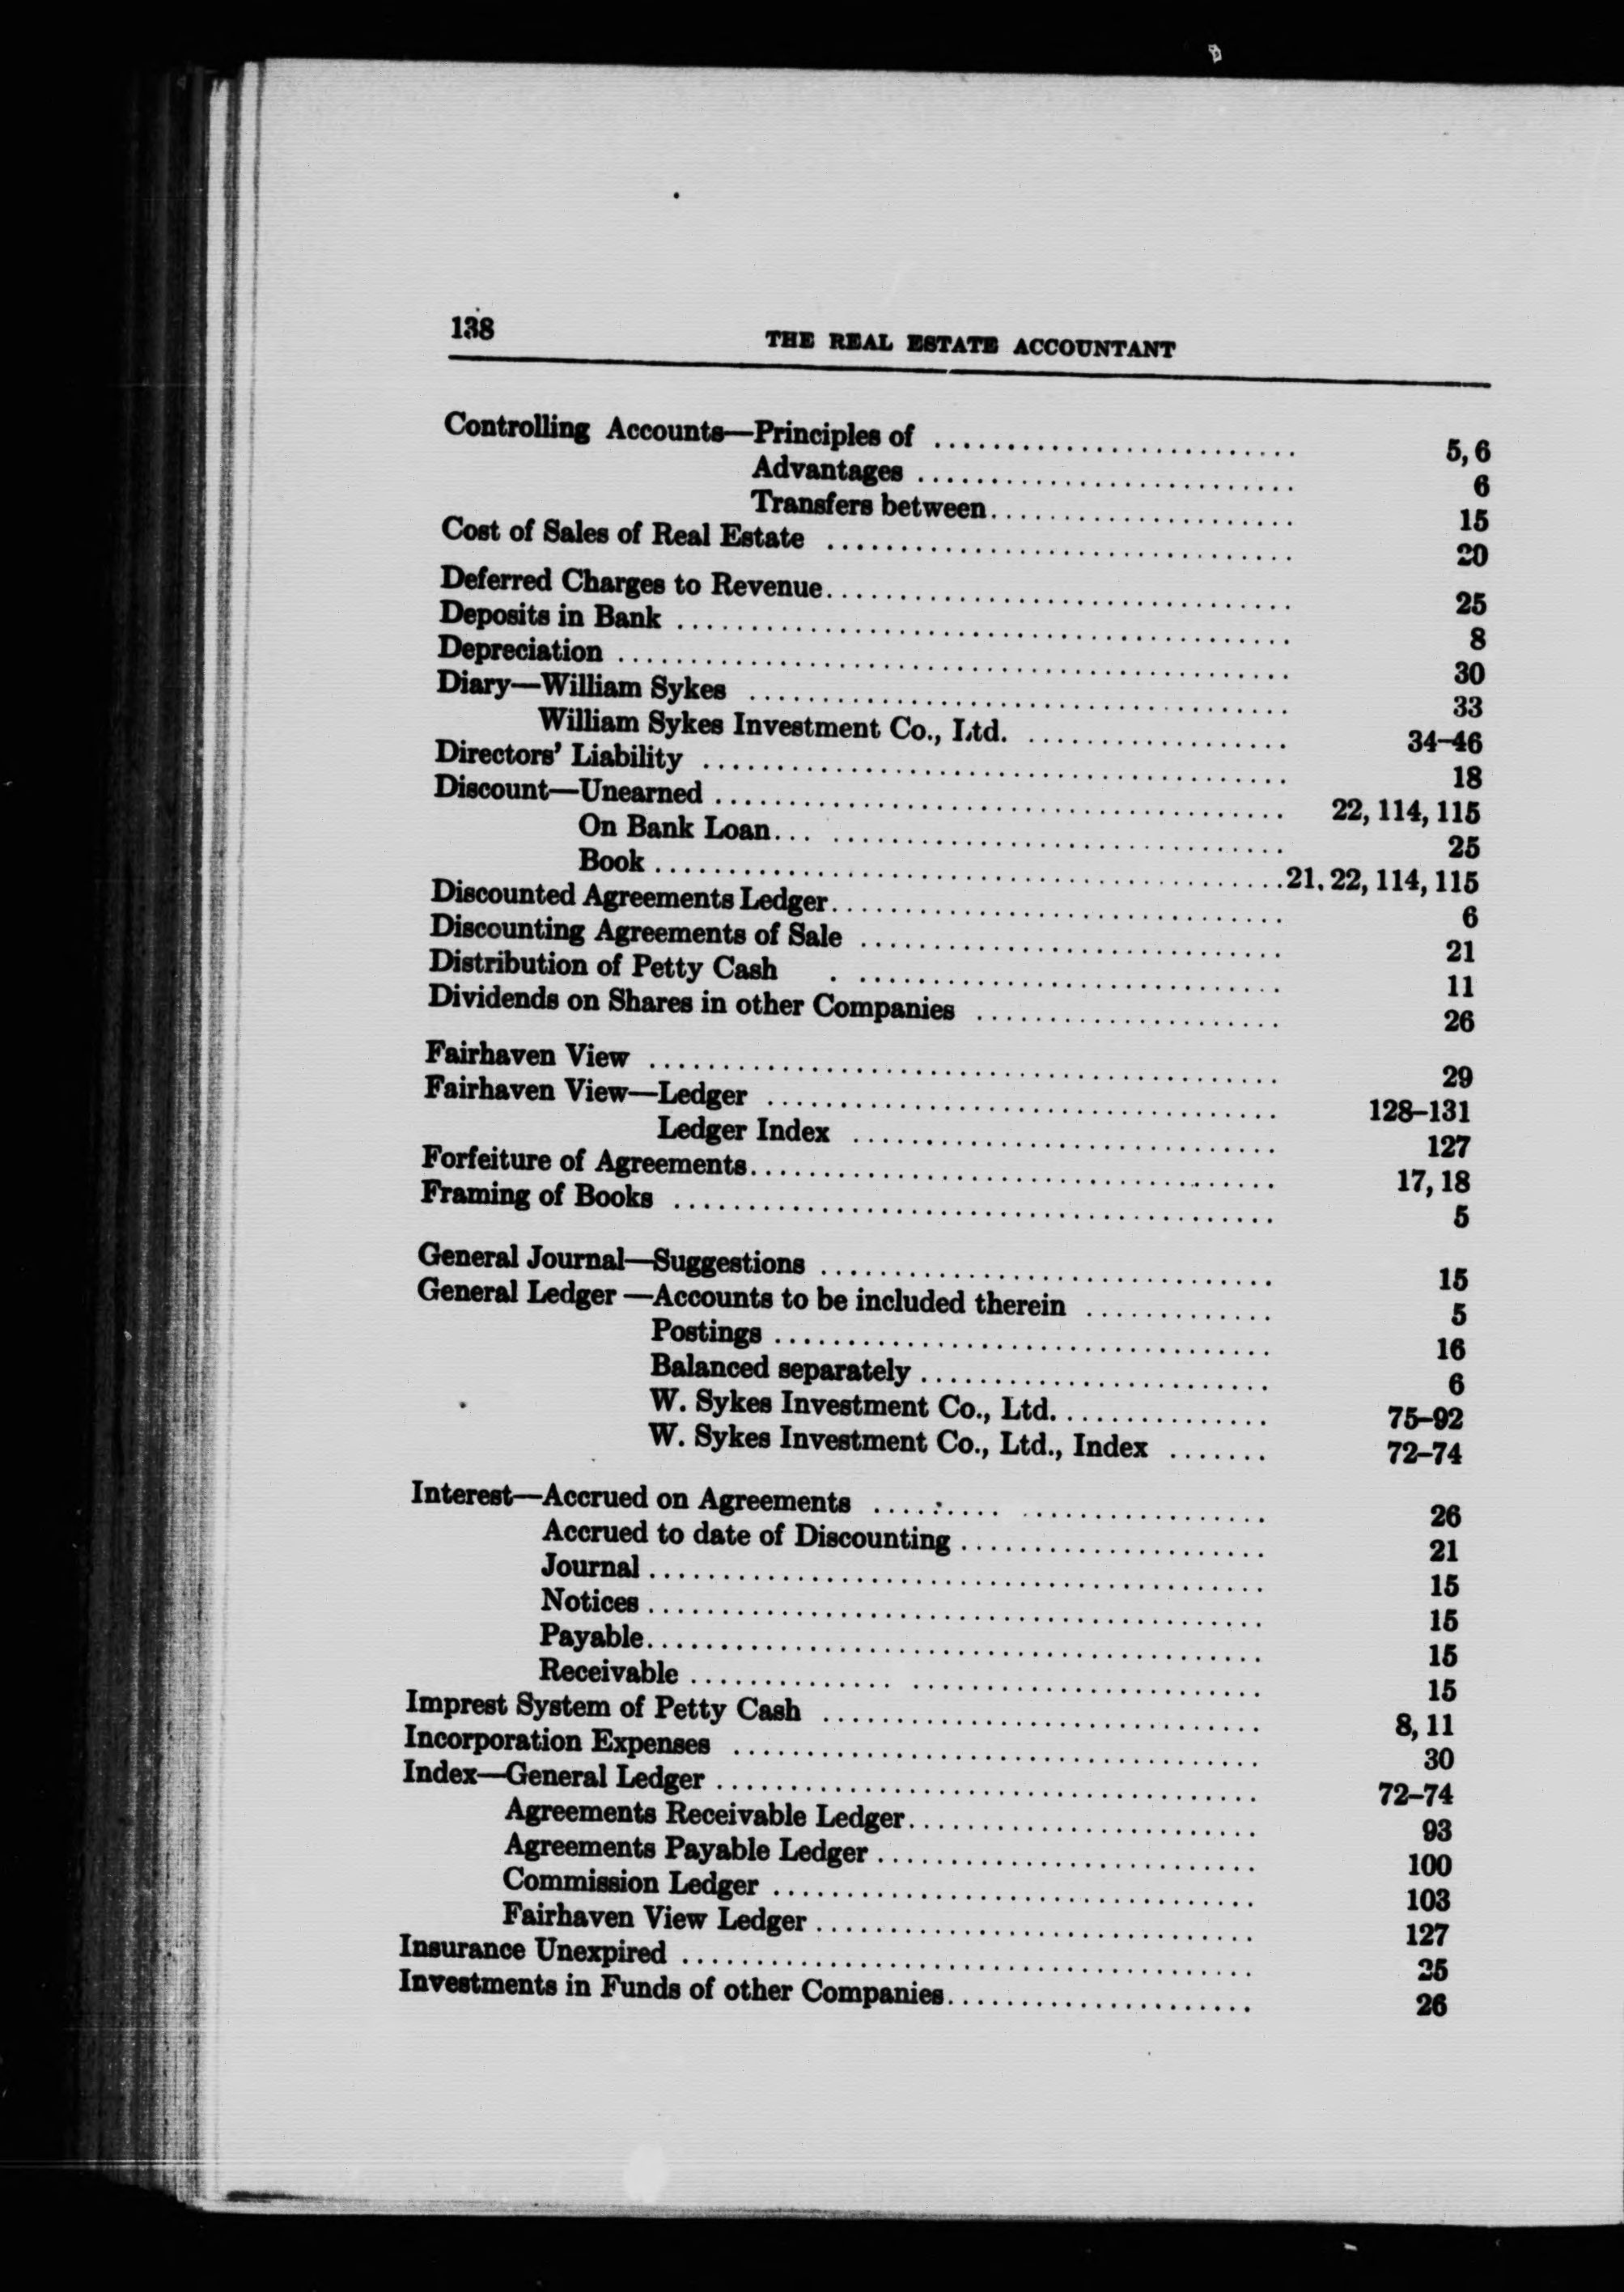 138
THE REAL ESTATE ACCOUNTANT
Controlling Accounts—Principles of ........................ 5, 6
Advantages ........................ 6
Transfers between........................ 15
Cost of Sales of Real Estate ........................ 20
Deferred Charges to Revenue........................ 25
Deposits in Bank ........................ 8
Depreciation ........................ 30
Diary—William Sykes ........................ 33
William Sykes Investment Co., Ltd. ........................ 34-46
Directors' Liability ........................ 18
Discount—Unearned ........................ 22, 114, 115
On Bank Loan........................ 25
Book ........................ 21, 22, 114, 115
Discounted Agreements Ledger........................ 6
Discounting Agreements of Sale ........................ 21
Distribution of Petty Cash ........................ 11
Dividends on Shares in other Companies ........................ 26
Fairhaven View ........................ 29
Fairhaven View—Ledger ........................ 128-131
Ledger Index ........................ 127
Forfeiture of Agreements........................ 17, 18
Framing of Books ........................ 5
General Journal—Suggestions ........................ 15
General Ledger —Accounts to be included therein ............. 5
Postings ........................ 16
Balanced separately ........................ 6
W. Sykes Investment Co., Ltd............... 75-92
W. Sykes Investment Co., Ltd., Index ....... 72-74
Interest—Accrued on Agreements ........................ 26
Accrued to date of Discounting ........................ 21
Journal ........................ 15
Notices ........................ 15
Payable........................ 15
Receivable ........................ 15
Imprest System of Petty Cash ........................ 8, 11
Incorporation Expenses ........................ 30
Index—General Ledger ........................ 72-74
Agreements Receivable Ledger........................ 93
Agreements Payable Ledger ........................ 100
Commission Ledger ........................ 103
Fairhaven View Ledger ........................ 127
Insurance Unexpired ........................ 25
Investments in Funds of other Companies..................... 26